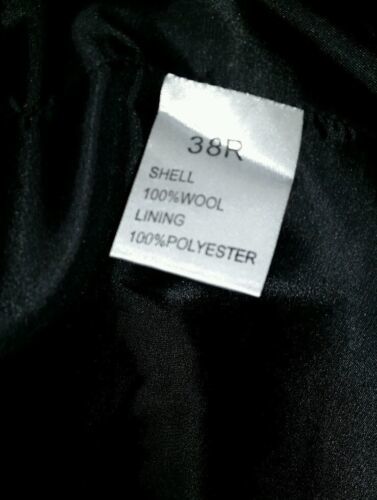 38R
SHELL
100%WOOL
LINING
100%POLYESTER